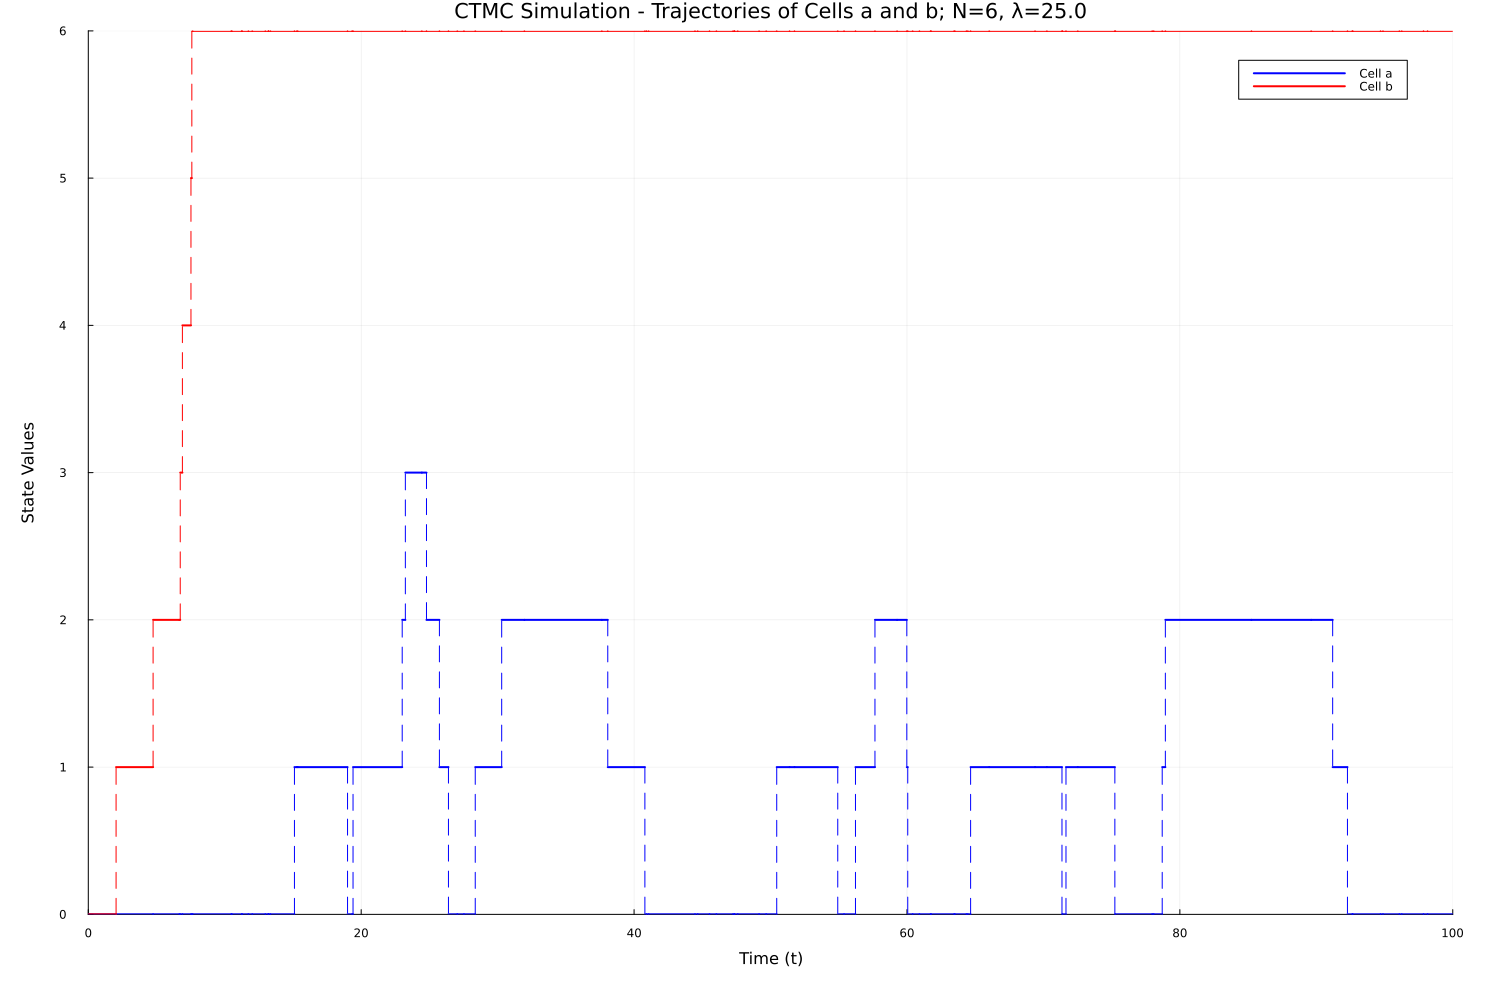 CTMC Simulation - Trajectories of Cells a and b; N=6, λ=25.0
6
5
4
3
2
1
0
State Values
Cell a
Cell b
0 20 40 60 80 100
Time (t)